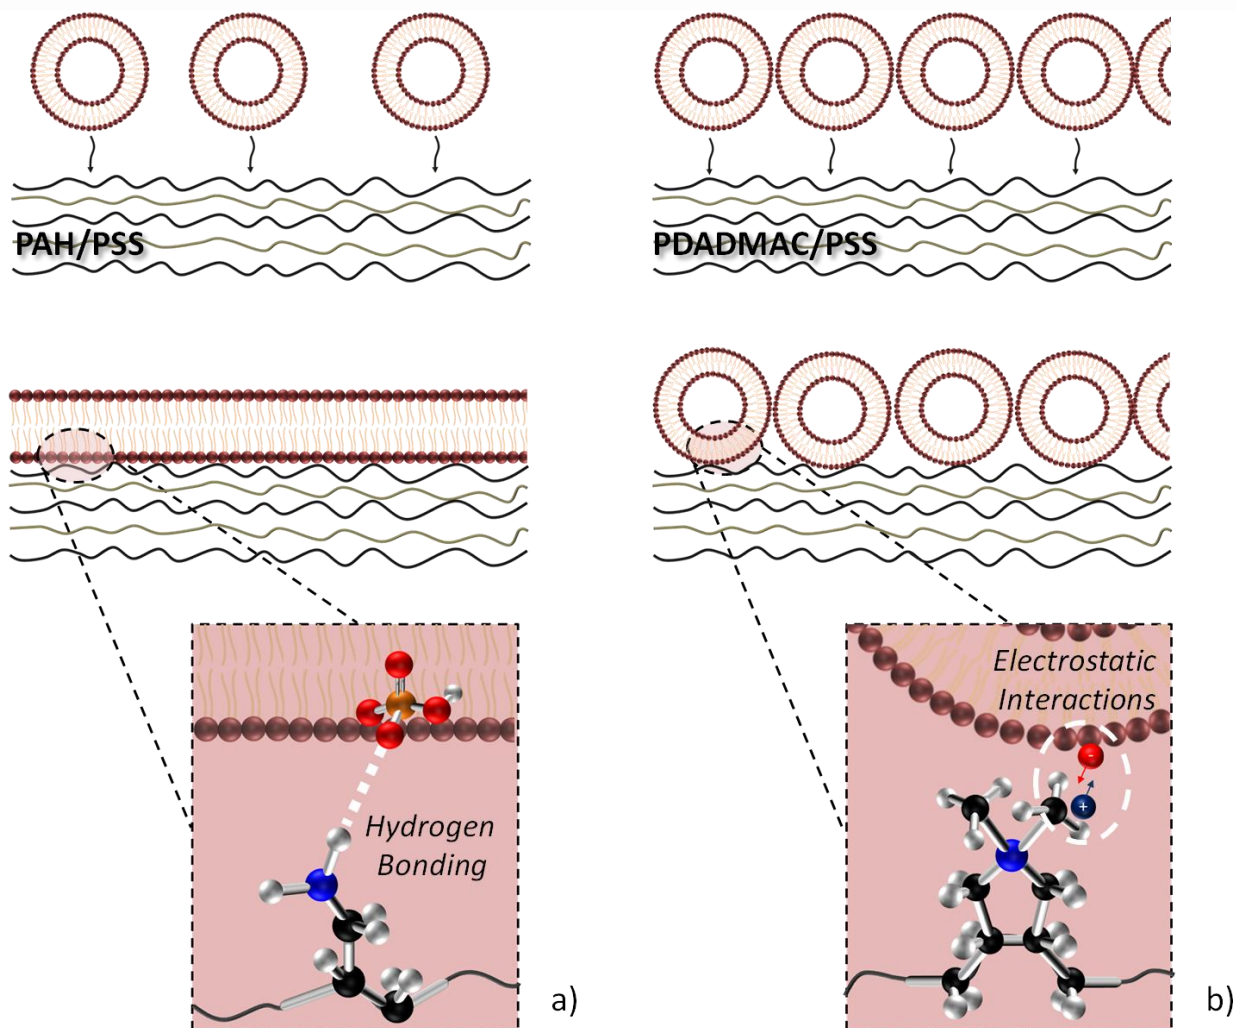 PAH/PSS
PDADMAC/PSS
Hydrogen
Bonding
a)
Electrostatic
Interactions
-
+
b)